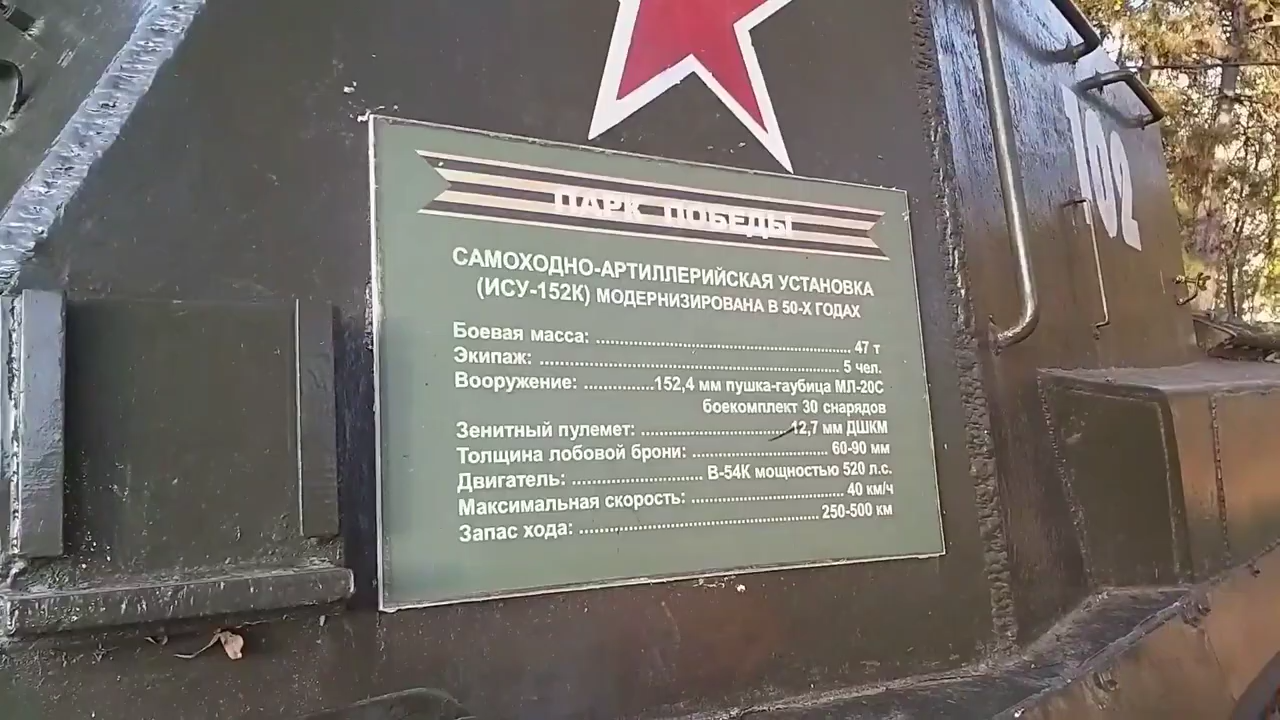 ПАРК ПОБЕДЫ
САМОХОДНО-АРТИЛЛЕРИЙСКАЯ УСТАНОВКА
(ИСУ-152К) МОДЕРНИЗИРОВАНА В 50-Х ГОДАХ
Боевая масса: ........................................................ 47 т
Экипаж: ................................................................. 5 чел.
Вооружение: ..............152,4 мм пушка-гаубица МЛ-20С
боекомплект 30 снарядов
Зенитный пулемет: ................................12,7 мм ДШКМ
Толщина лобовой брони: ............................. 60-90 мм
Двигатель: ............................ В-54К мощностью 520 л.с.
Максимальная скорость: ................................. 40 км/ч
Запас хода: .................................................... 250-500 км
102